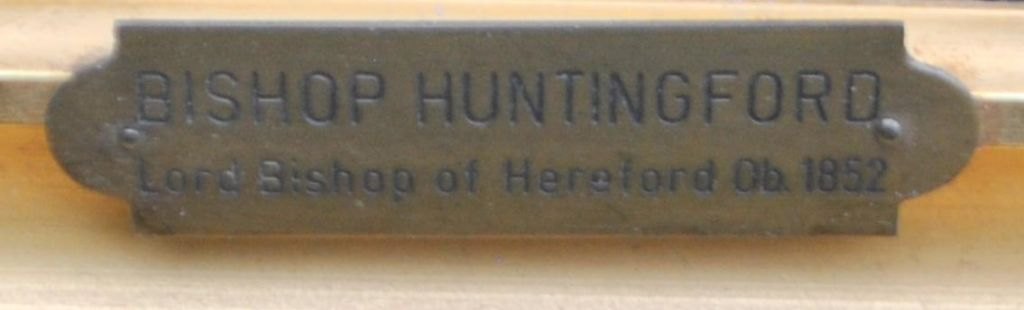 BISHOP HUNTINGFORD
Lord Bishop of Hereford Ob. 1852